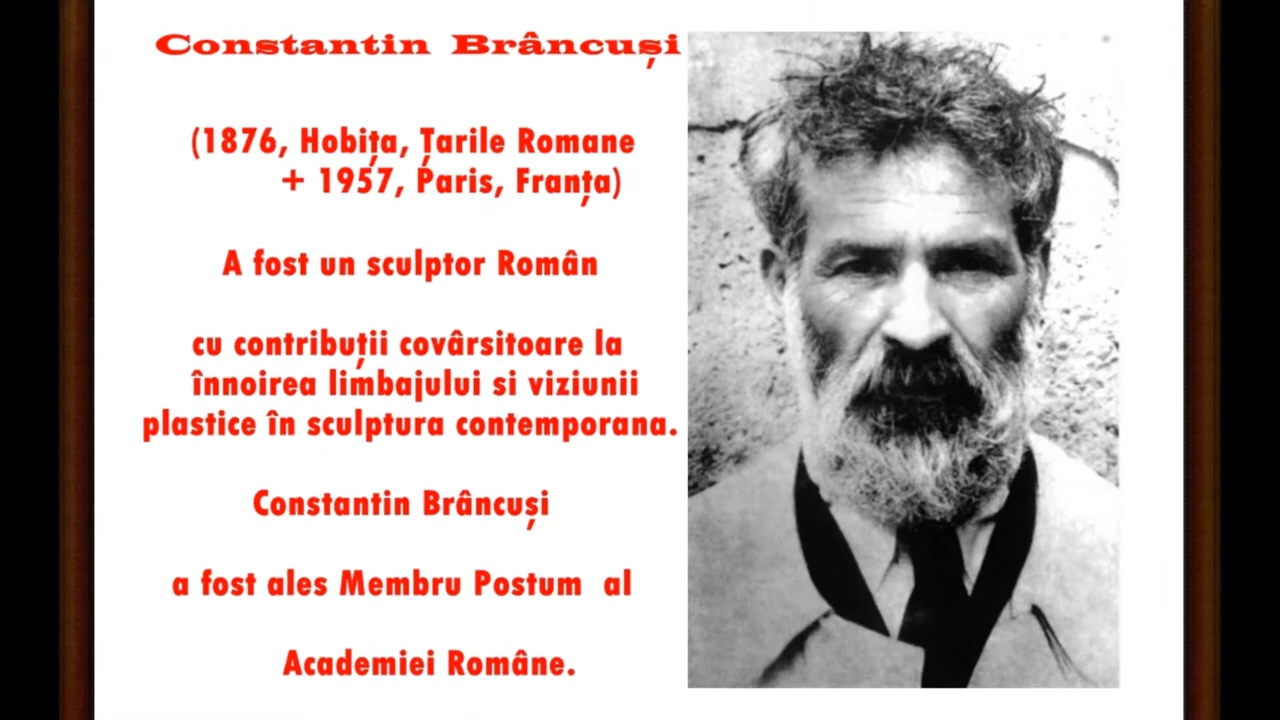 Constantin Brâncuși
(1876, Hobița, Țarile Romane
+ 1957, Paris, Franța)
A fost un sculptor Român
cu contribuții covârsitoare la
înnoirea limbajului si viziunii
plastice în sculptura contemporana.
Constantin Brâncuși
a fost ales Membru Postum al
Academiei Române.